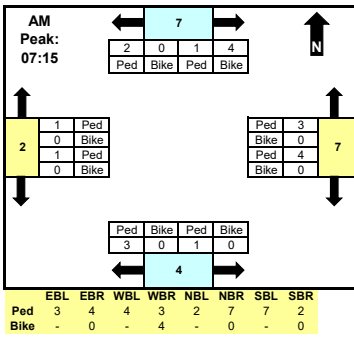 AM
Peak:
07:15
7
N
2 0 1 4
Ped Bike Ped Bike
2
1 Ped
0 Bike
1 Ped
0 Bike
Ped 3
Bike 0
Ped 4
Bike 0
7
Ped Bike Ped Bike
3 0 1 0
4
EBL EBR WBL WBR NBL NBR SBL SBR
Ped 3 4 4 3 2 7 7 2
Bike - 0 - 4 - 0 - 0